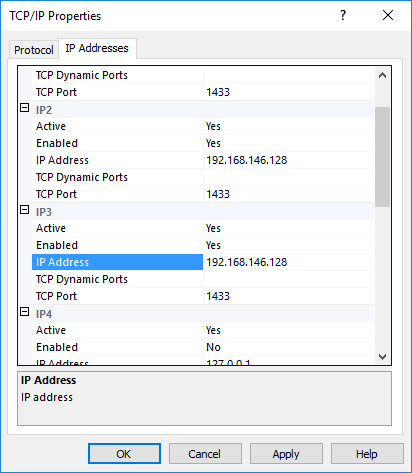 TCP/IP Properties
Protocol IP Addresses
TCP Dynamic Ports
TCP Port 1433
IP2
Active Yes
Enabled Yes
IP Address 192.168.146.128
TCP Dynamic Ports
TCP Port 1433
IP3
Active Yes
Enabled Yes
IP Address 192.168.146.128
TCP Dynamic Ports
TCP Port 1433
IP4
Active Yes
Enabled No
IP Address 127.0.0.1
IP Address
IP address
OK Cancel Apply Help